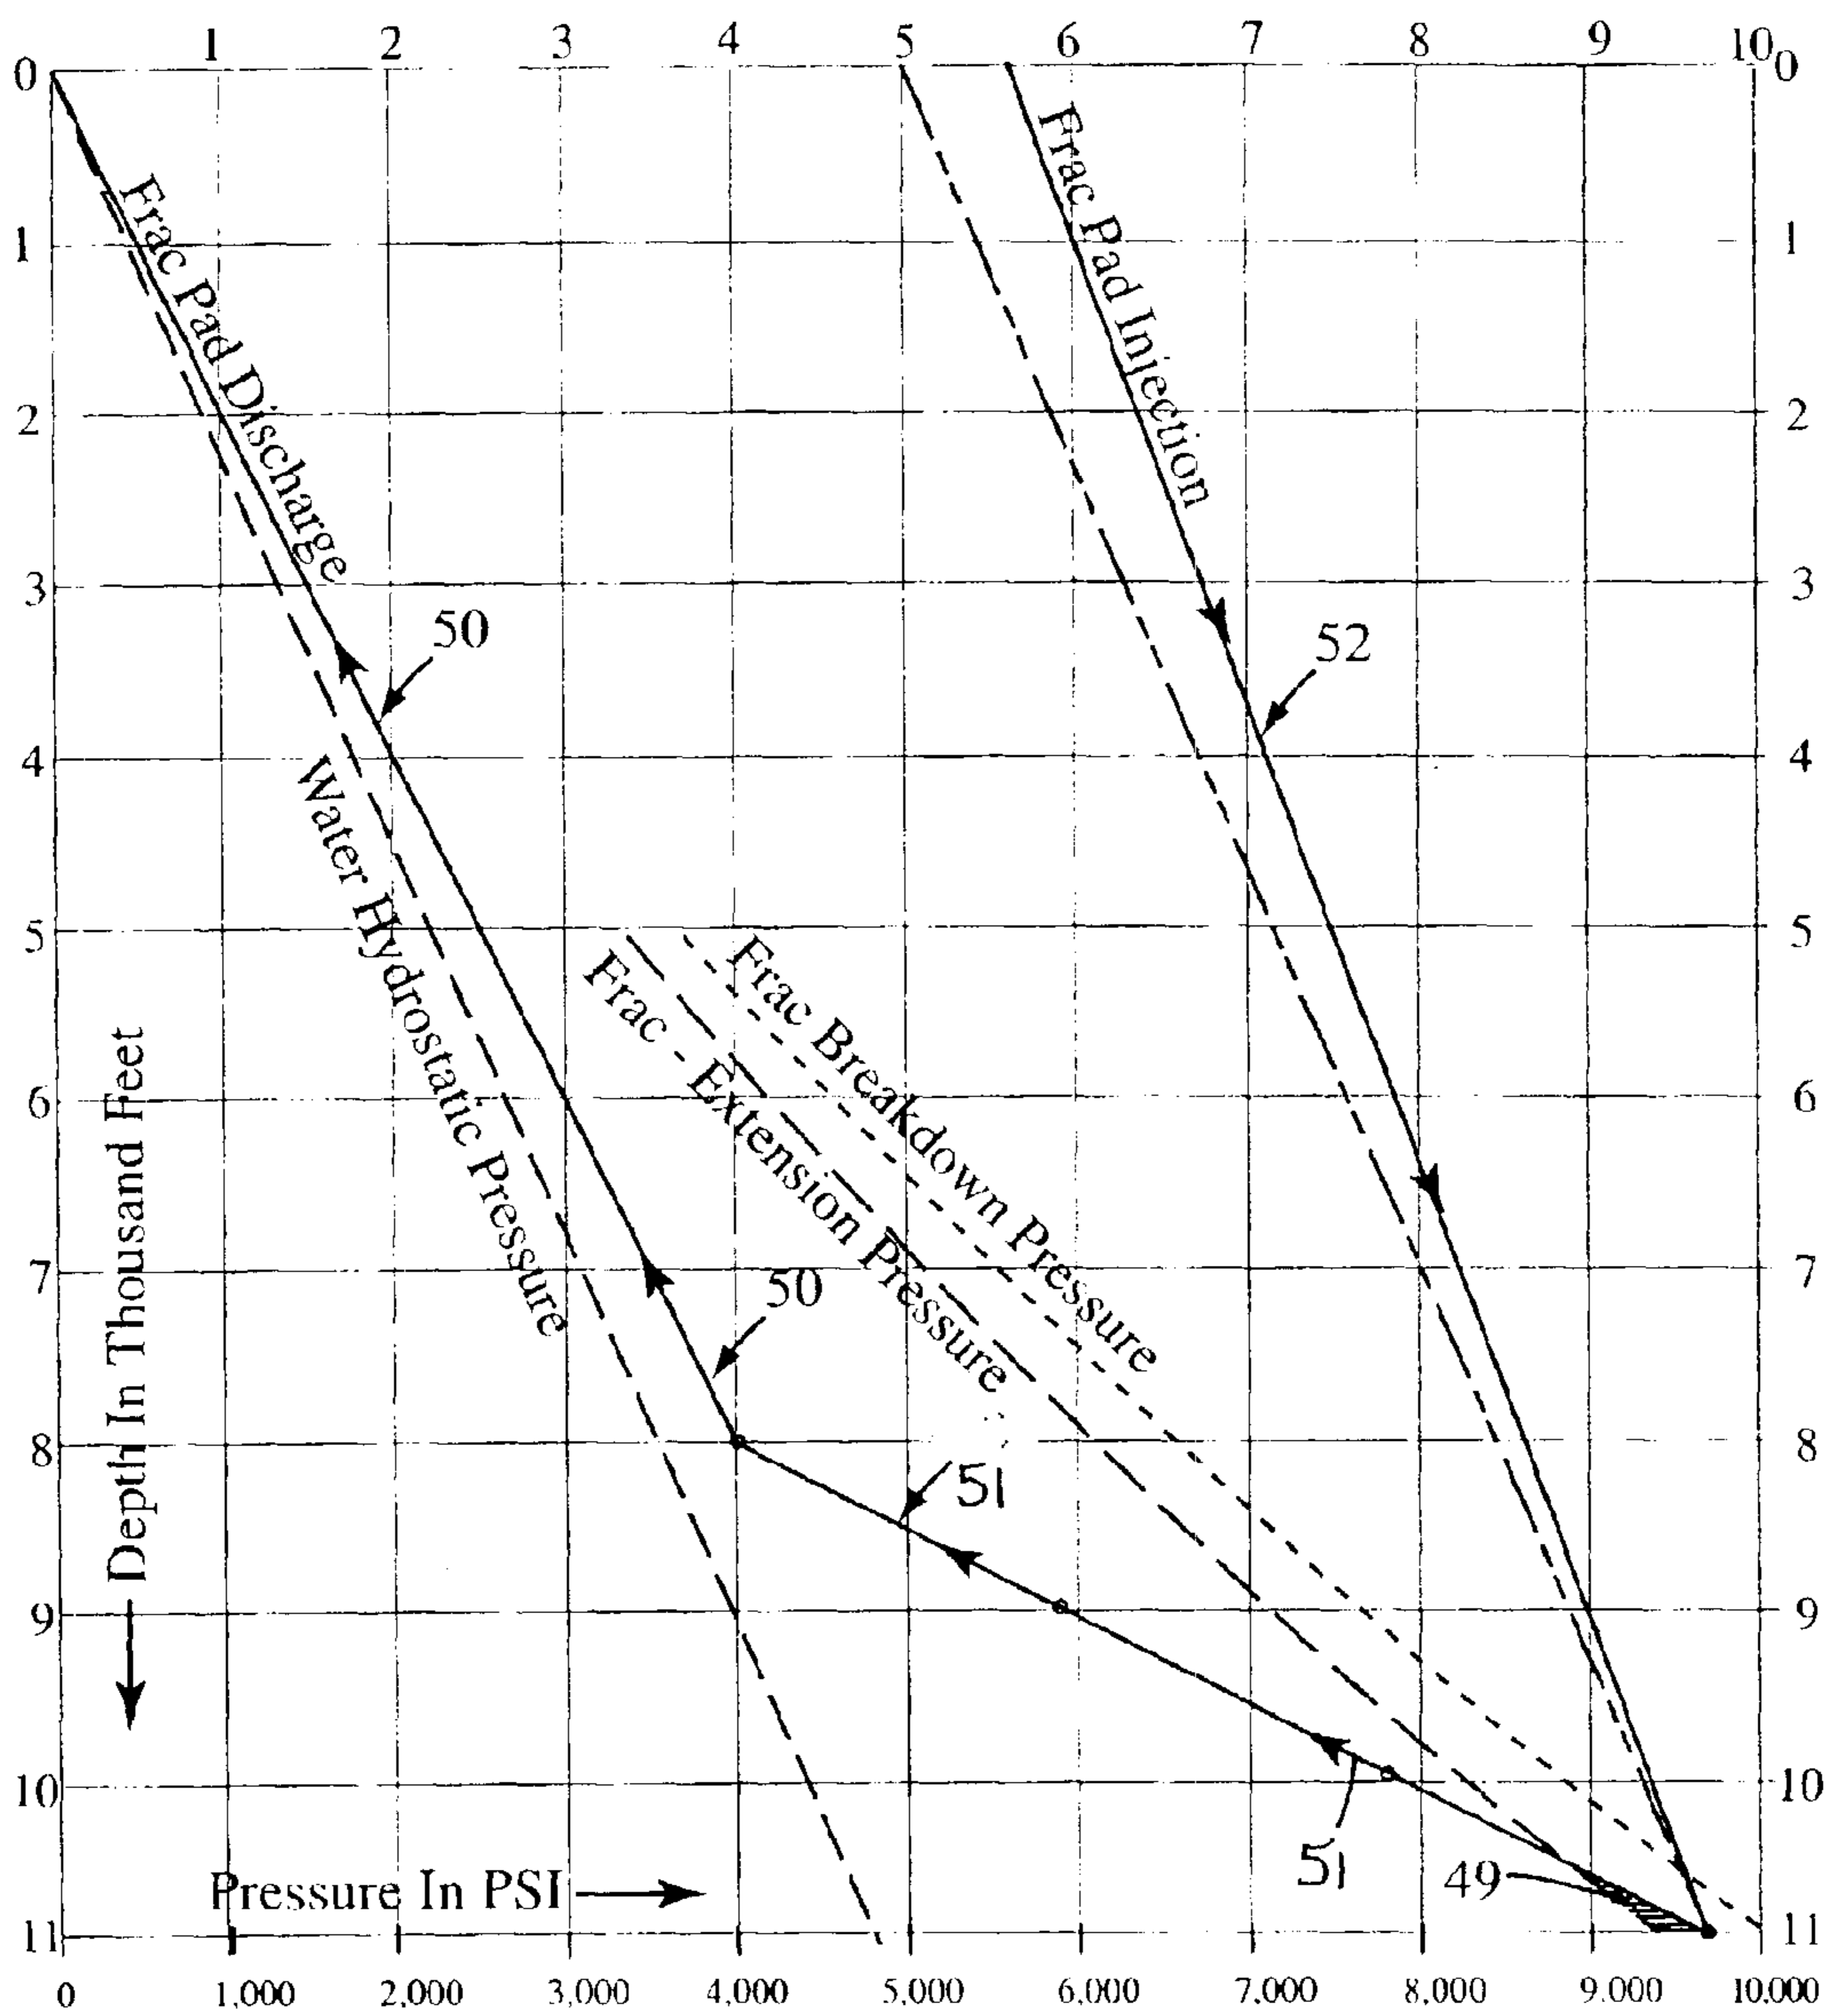 1 2 3 4 5 6 7 8 9 10
0 0
Frac Pad Discharge
Frac Pad Injection
1 1
2 2
3 3
50
52
4 4
Water Hydrostatic Pressure
5 5
Frac Breakdown Pressure
Frac - Extension Pressure
Depth In Thousand Feet
6 6
7 7
50
8 8
51
9 9
10 10
51
49
Pressure In PSI
11 11
0 1,000 2,000 3,000 4,000 5,000 6,000 7,000 8,000 9,000 10,000